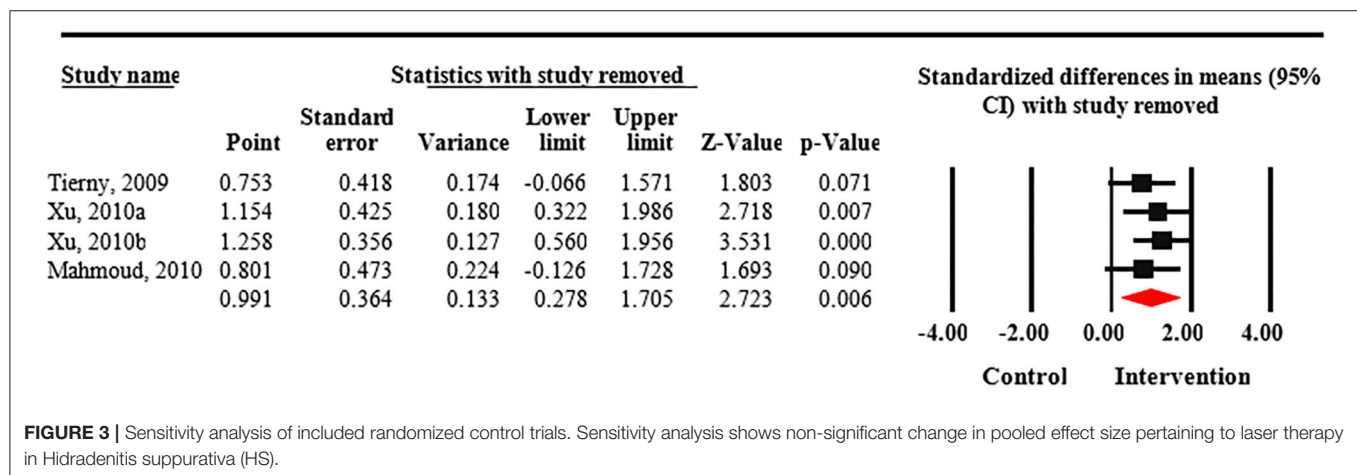 Study name Statistics with study removed Standardized differences in means (95% CI) with study removed
Point Standard error Variance Lower limit Upper limit Z-Value p-Value
Tierny, 2009 0.753 0.418 0.174 -0.066 1.571 1.803 0.071
Xu, 2010a 1.154 0.425 0.180 0.322 1.986 2.718 0.007
Xu, 2010b 1.258 0.356 0.127 0.560 1.956 3.531 0.000
Mahmoud, 2010 0.801 0.473 0.224 -0.126 1.728 1.693 0.090
0.991 0.364 0.133 0.278 1.705 2.723 0.006
-4.00 -2.00 0.00 2.00 4.00
Control Intervention
FIGURE 3 | Sensitivity analysis of included randomized control trials. Sensitivity analysis shows non-significant change in pooled effect size pertaining to laser therapy
in Hidradenitis suppurativa (HS).